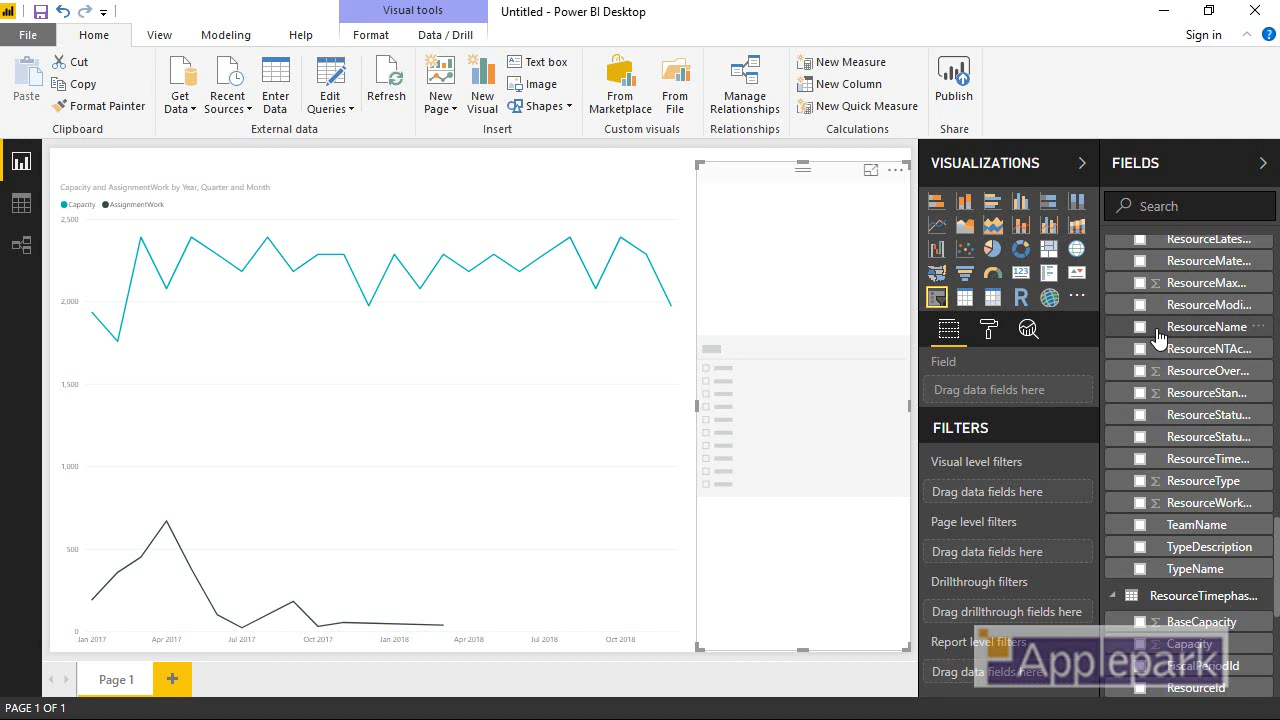 Visual tools
Untitled - Power BI Desktop
File
Home
View
Modeling
Help
Format
Data / Drill
Sign in
Paste
Cut
Copy
Format Painter
Clipboard
Get Data
Recent Sources
Enter Data
Edit Queries
Refresh
External data
New Page
New Visual
Text box
Image
Shapes
Insert
From Marketplace
From File
Custom visuals
Manage Relationships
Relationships
New Measure
New Column
New Quick Measure
Calculations
Publish
Share
Capacity and AssignmentWork by Year, Quarter and Month
Capacity AssignmentWork
2,500
2,000
1,500
1,000
500
0
Jan 2017 Apr 2017 Jul 2017 Oct 2017 Jan 2018 Apr 2018 Jul 2018 Oct 2018
VISUALIZATIONS
123
R
Field
Drag data fields here
FILTERS
Visual level filters
Drag data fields here
Page level filters
Drag data fields here
Drillthrough filters
Drag drillthrough fields here
Report level filters
Drag data fields here
FIELDS
Search
ResourceLates...
ResourceMate...
ResourceMax...
ResourceModi...
ResourceName
ResourceNTAc...
ResourceOver...
ResourceStan...
ResourceStatu...
ResourceStatu...
ResourceTime...
ResourceType
ResourceWork...
TeamName
TypeDescription
TypeName
ResourceTimephas...
BaseCapacity
Capacity
FiscalPeriodId
ResourceId
Applepark
Page 1
PAGE 1 OF 1